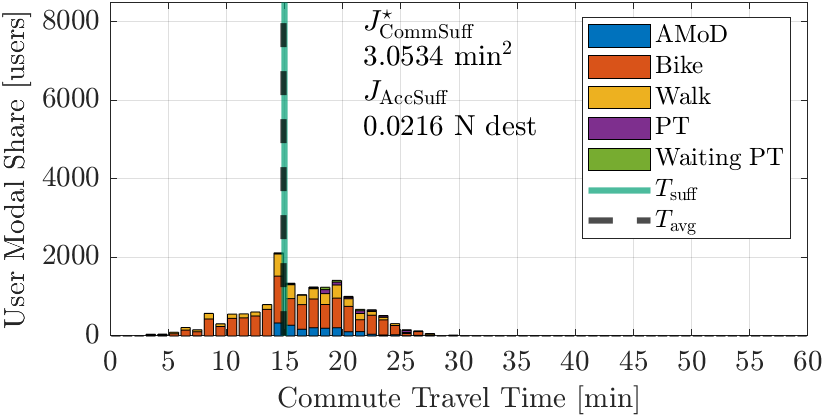 J⋆CommSuff
3.0534 min²
JAccSuff
0.0216 N dest
AMoD
Bike
Walk
PT
Waiting PT
Tsuff
Tavg
User Modal Share [users]
8000
6000
4000
2000
0
0 5 10 15 20 25 30 35 40 45 50 55 60
Commute Travel Time [min]